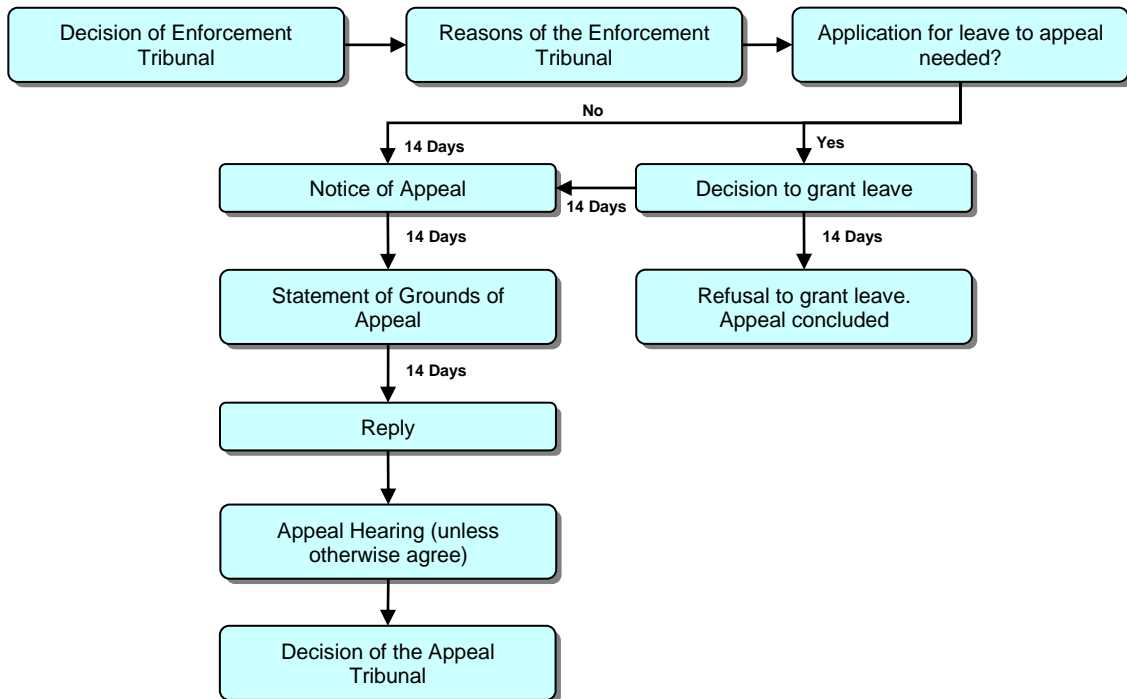 Decision of Enforcement
Tribunal
Reasons of the Enforcement
Tribunal
Application for leave to appeal
needed?
No
14 Days
Yes
Notice of Appeal
14 Days
Decision to grant leave
14 Days
14 Days
Statement of Grounds of
Appeal
Refusal to grant leave.
Appeal concluded
14 Days
Reply
Appeal Hearing (unless
otherwise agree)
Decision of the Appeal
Tribunal